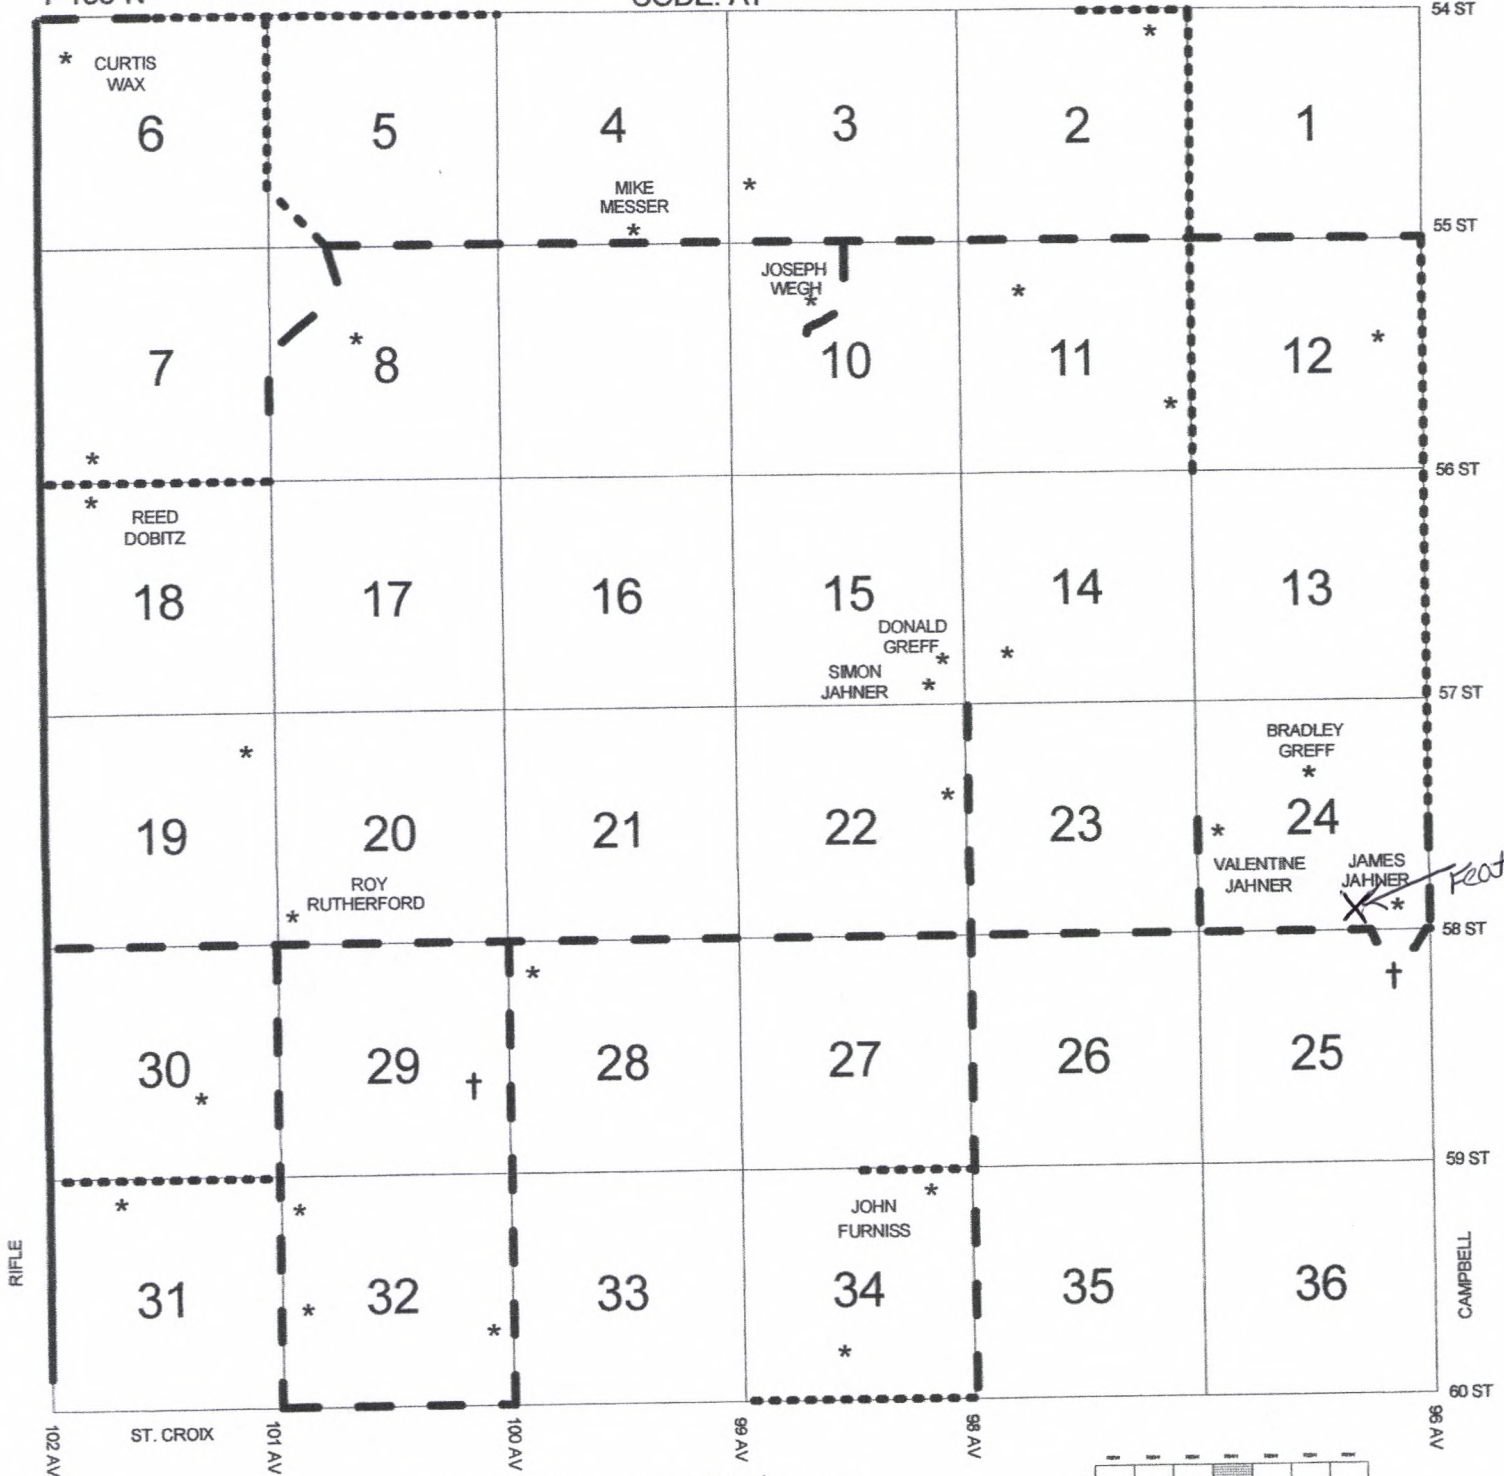 54 ST
* CURTIS
WAX
6
5
4
3
2
*
1
MIKE
MESSER
*
*
55 ST
JOSEPH
WEGH
*
7
8
*
10
11
*
*
12
*
*
56 ST
*
REED
DOBITZ
18
17
16
15
14
13
DONALD
GREFF
*
*
SIMON
JAHNER
*
57 ST
*
BRADLEY
GREFF
*
19
20
21
22
*
23
24
*
VALENTINE
JAHNER
JAMES
JAHNER
*
X
ROY
RUTHERFORD
*
58 ST
*
†
30
*
29
†
28
27
26
25
59 ST
*
*
*
JOHN
FURNISS
RIFLE
31
32
*
*
33
34
*
35
36
CAMPBELL
60 ST
102 AV
ST. CROIX
101 AV
100 AV
99 AV
98 AV
96 AV